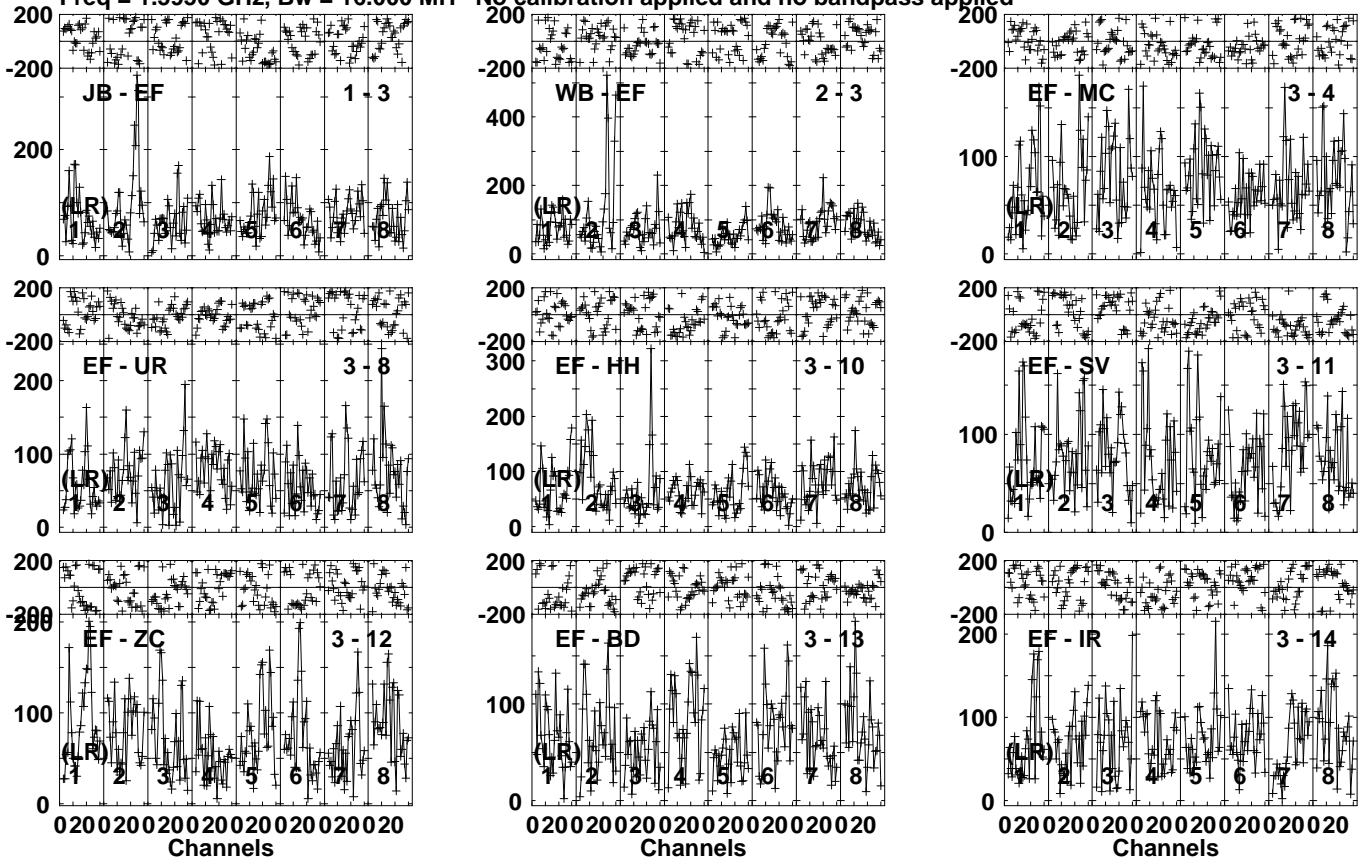 Freq = 1.5950 GHz, Bw = 16.000 MH No calibration applied and no bandpass applied
200 200 200
-200 -200 -200
JB - EF 1 - 3 WB - EF 2 - 3 EF - MC 3 - 4
400
200 200 100
(LR) (LR) (LR)
1 2 3 4 5 6 7 8 1 2 3 4 5 6 7 8 1 2 3 4 5 6 7 8
0 0 0
200 200 200
-200 -200 -200
EF - UR 3 - 8 EF - HH 3 - 10 EF - SV 3 - 11
300
200 200
100 100 100
(LR) (LR) (LR)
1 2 3 4 5 6 7 8 1 2 3 4 5 6 7 8 1 2 3 4 5 6 7 8
0 0 0
200 200 200
-200 -200 -200
200 200
EF - ZC 3 - 12 EF - BD 3 - 13 EF - IR 3 - 14
100 100 100
(LR) (LR) (LR)
1 2 3 4 5 6 7 8 1 2 3 4 5 6 7 8 1 2 3 4 5 6 7 8
0 0 0
0 20 0 20 0 20 0 20 0 20 0 20 0 20 0 20 0 20 0 20 0 20 0 20 0 20 0 20 0 20 0 20 0 20 0 20 0 20 0 20 0 20 0 20 0 20 0 20
Channels Channels Channels